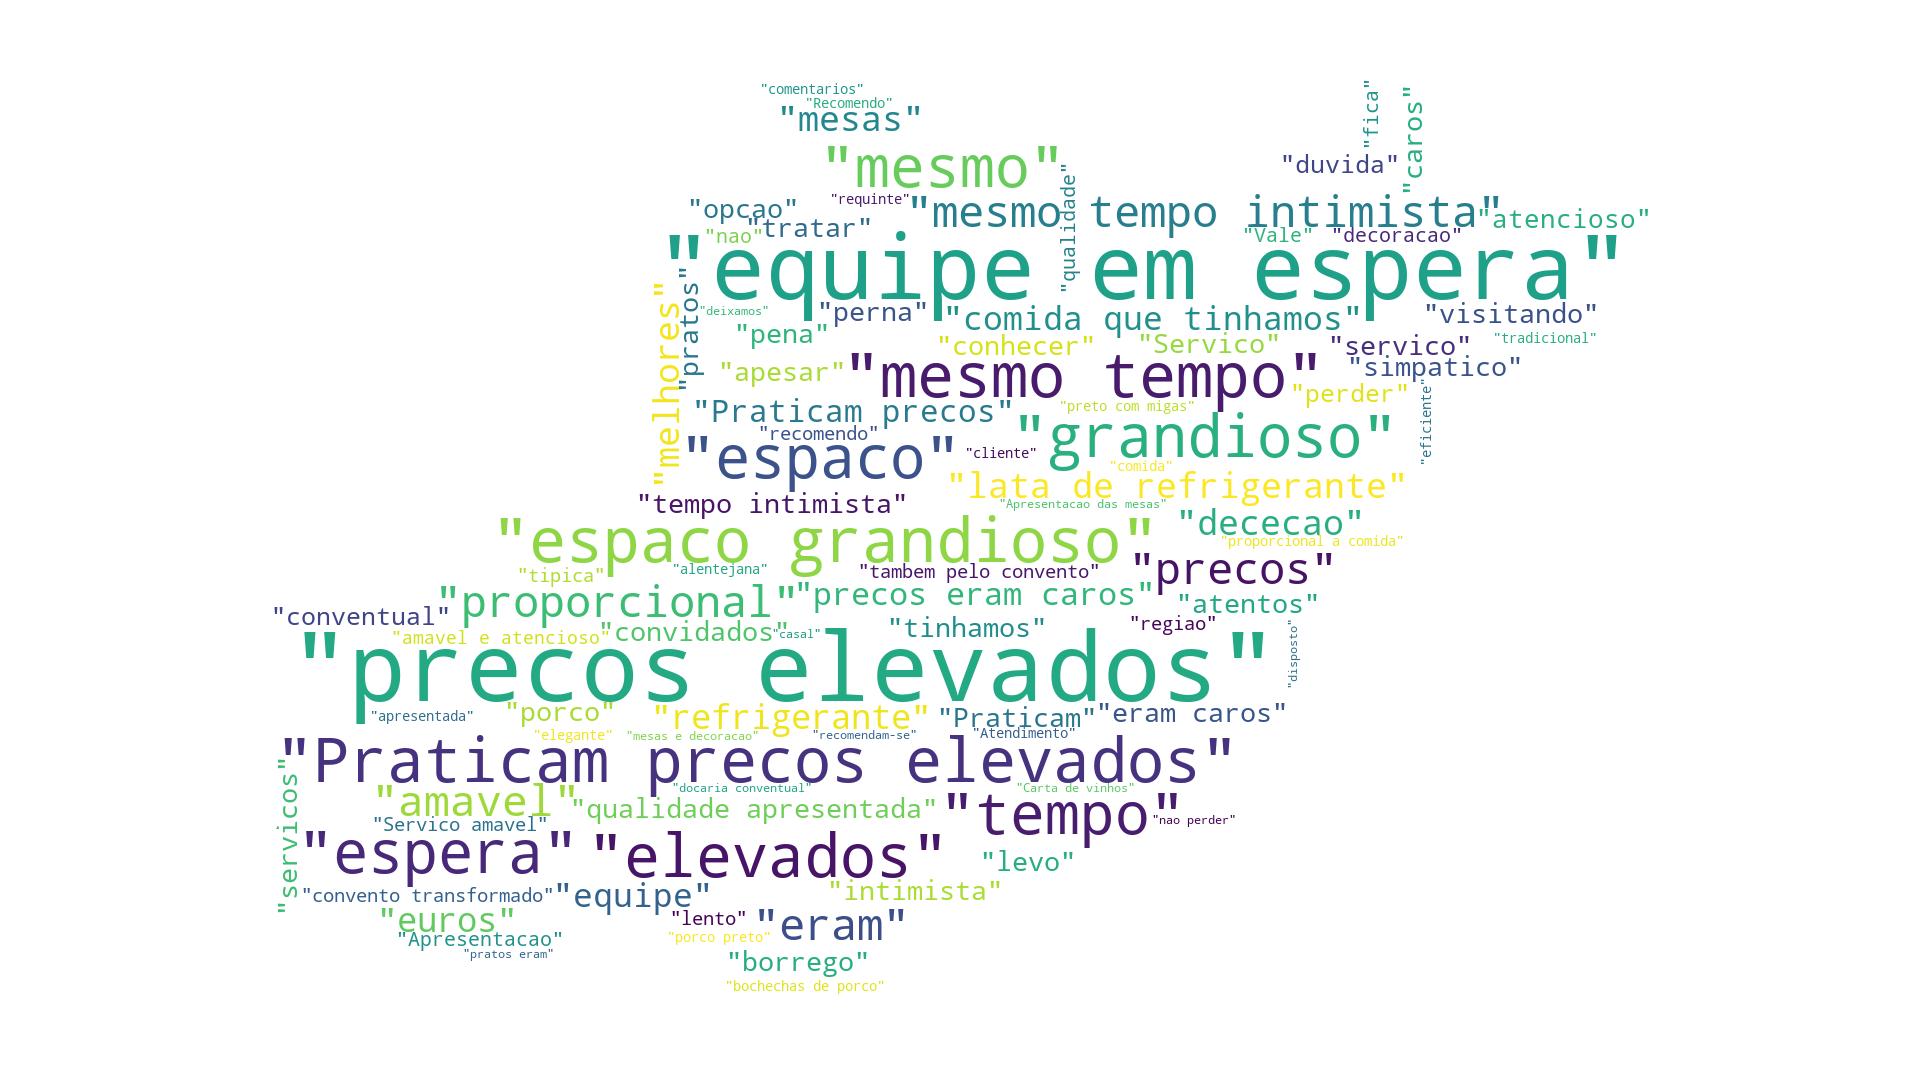 "comentarios"
"Recomendo"
"mesas"
"fica"
"caros"
"mesmo"
"duvida"
"qualidade"
"requinte"
"opcao"
"mesmo tempo intimista"
"atencioso"
"tratar"
"nao"
"Vale"
"decoracao"
"equipe em espera"
"pratos"
"melhores"
"deixamos"
"perna"
"comida que tinhamos"
"visitando"
"pena"
"conhecer"
"Servico"
"servico"
"tradicional"
"apesar"
"mesmo tempo"
"simpatico"
"perder"
"eficiente"
"Praticam precos"
"preto com migas"
"recomendo"
"grandioso"
"espaco"
"cliente"
"comida"
"lata de refrigerante"
"tempo intimista"
"Apresentacao das mesas"
"dececao"
"espaco grandioso"
"proporcional a comida"
"tipica"
"alentejana"
"tambem pelo convento"
"precos"
"proporcional"
"precos eram caros"
"atentos"
"conventual"
"amavel e atencioso"
"convidados"
"casal"
"tinhamos"
"regiao"
"disposto"
"precos elevados"
"apresentada"
"porco"
"refrigerante"
"Praticam"
"eram caros"
"elegante"
"mesas e decoracao"
"recomendam-se"
"Atendimento"
"Praticam precos elevados"
"servicos"
"docaria conventual"
"Carta de vinhos"
"amavel"
"qualidade apresentada"
"tempo"
"nao perder"
"Servico amavel"
"espera"
"elevados"
"levo"
"convento transformado"
"equipe"
"intimista"
"euros"
"lento"
"eram"
"Apresentacao"
"porco preto"
"pratos eram"
"borrego"
"bochechas de porco"